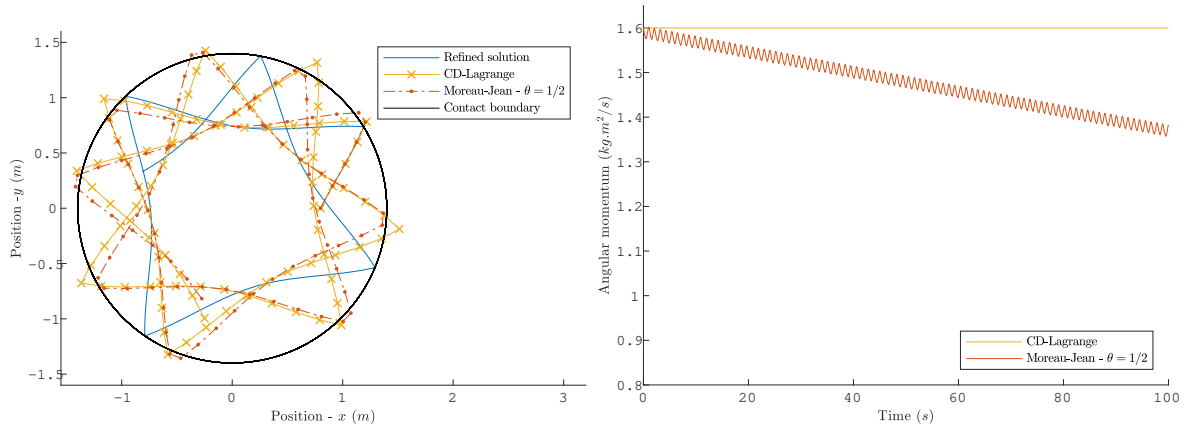 1.5
1
0.5
0
-0.5
-1
-1.5
-1
0
1
2
3
Position -y (m)
Position - x (m)
Refined solution
CD-Lagrange
Moreau-Jean - θ = 1/2
Contact boundary
1.6
1.5
1.4
1.3
1.2
1.1
1
0.9
0.8
0
20
40
60
80
100
Angular momentum (kg.m²/s)
Time (s)
CD-Lagrange
Moreau-Jean - θ = 1/2